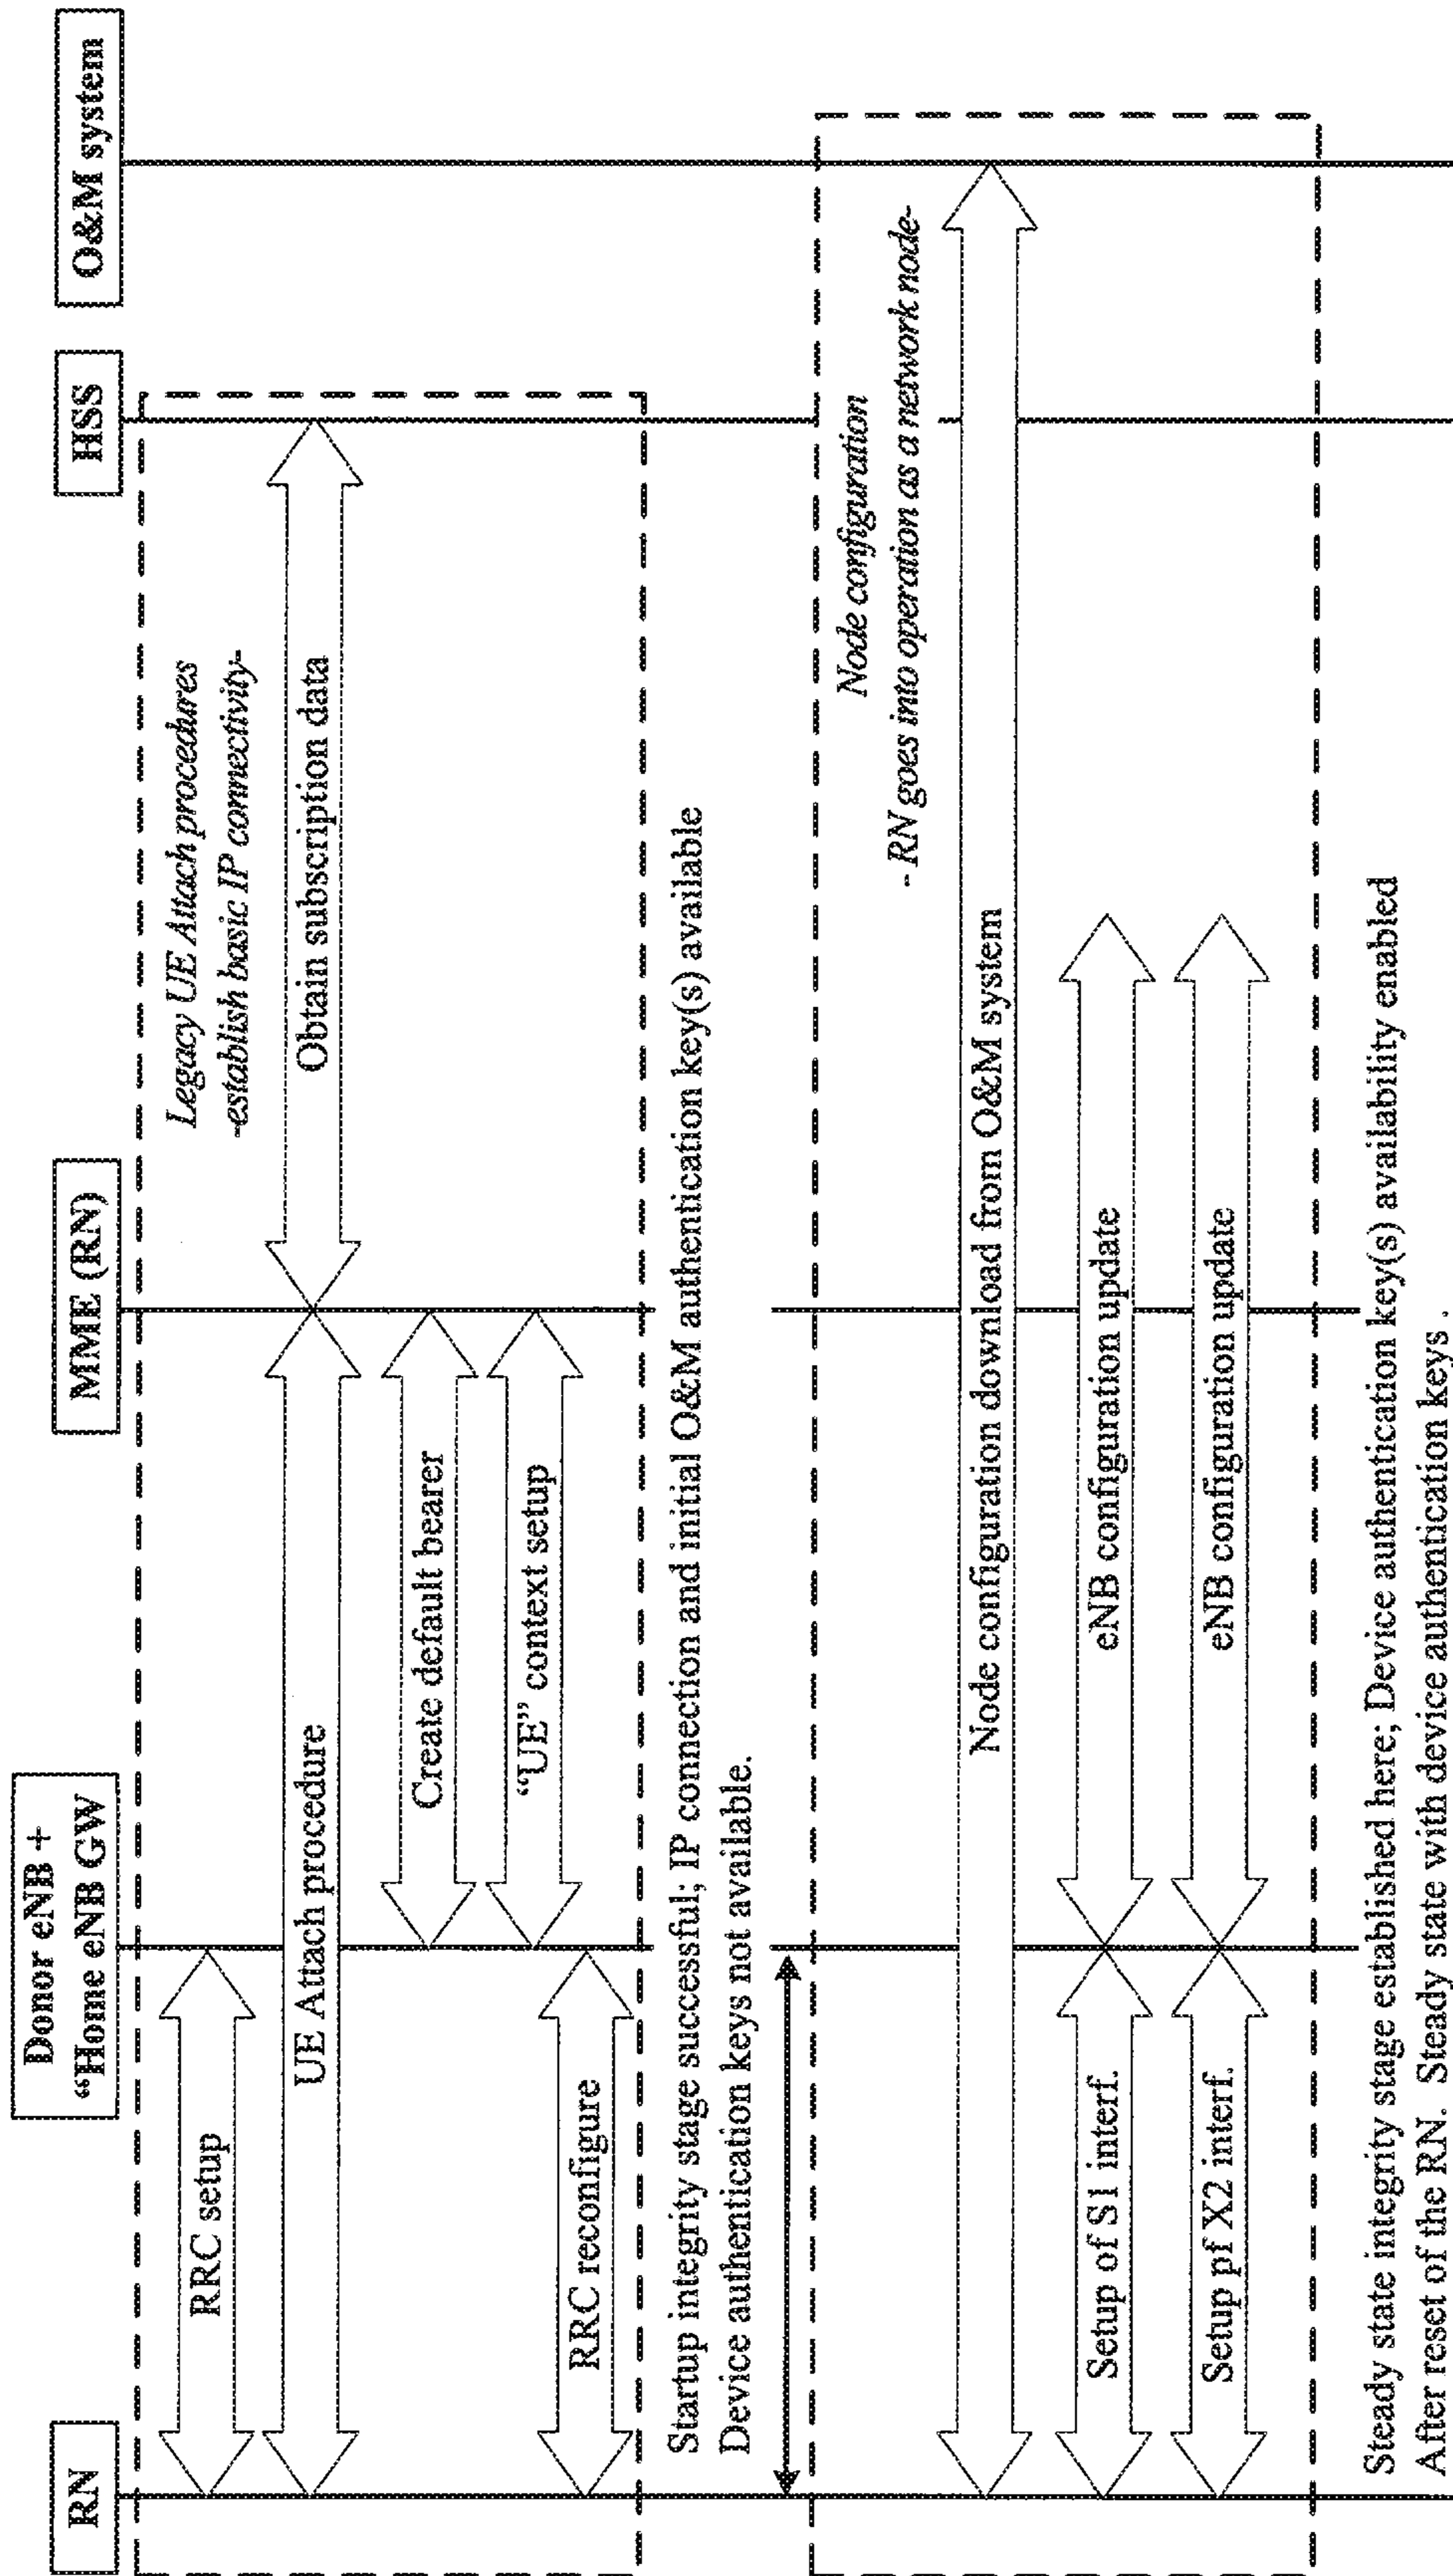 RN
Donor eNB +
“Home eNB GW
MME (RN)
HSS
O&M system
Legacy UE Attach procedures
-establish basic IP connectivity-
RRC setup
UE Attach procedure
Obtain subscription data
Create default bearer
“UE” context setup
RRC reconfigure
Startup integrity stage successful; IP connection and initial O&M authentication key(s) available
Device authentication keys not available.
Node configuration
- RN goes into operation as a network node-
Node configuration download from O&M system
Setup of S1 interf.
eNB configuration update
Setup pf X2 interf.
eNB configuration update
Steady state integrity stage established here; Device authentication key(s) availability enabled
After reset of the RN. Steady state with device authentication keys .